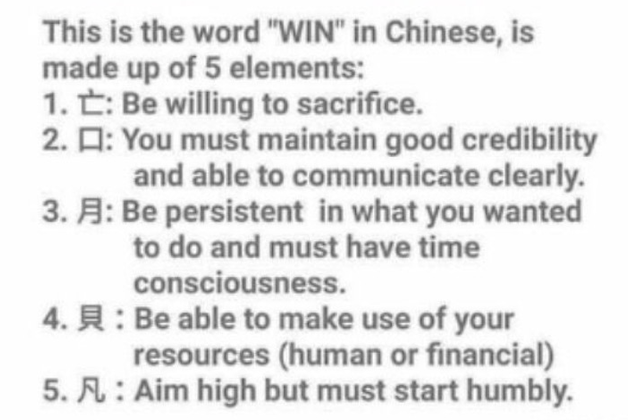 This is the word "WIN" in Chinese, is
made up of 5 elements:
1. 亡: Be willing to sacrifice.
2. 口: You must maintain good credibility
and able to communicate clearly.
3. 月: Be persistent in what you wanted
to do and must have time
consciousness.
4. 貝 : Be able to make use of your
resources (human or financial)
5. 凡 : Aim high but must start humbly.